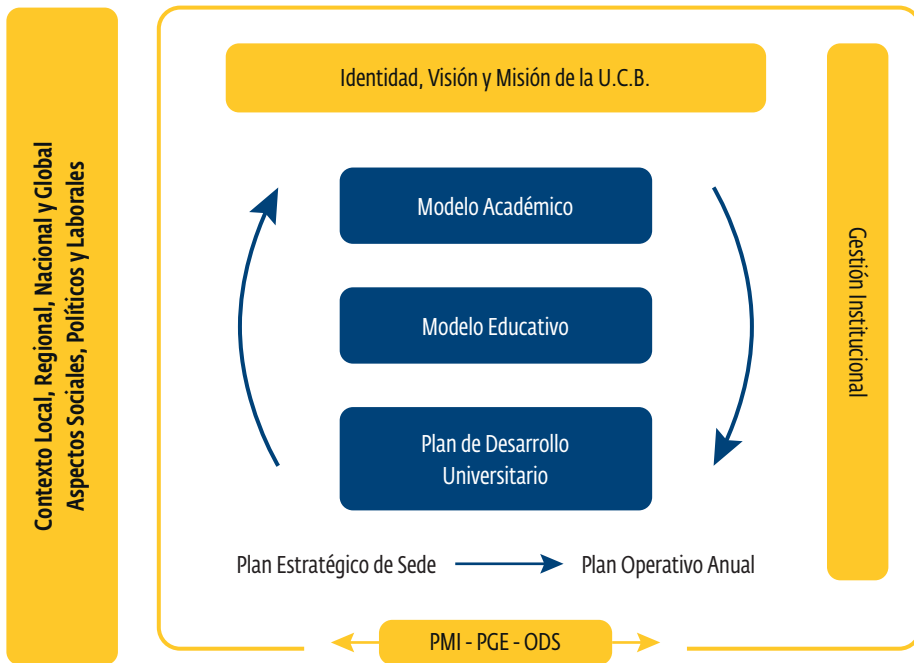 Contexto Local, Regional, Nacional y Global
Aspectos Sociales, Políticos y Laborales
Identidad, Visión y Misión de la U.C.B.
Modelo Académico
Modelo Educativo
Plan de Desarrollo
Universitario
Gestión Institucional
Plan Estratégico de Sede
Plan Operativo Anual
PMI - PGE - ODS